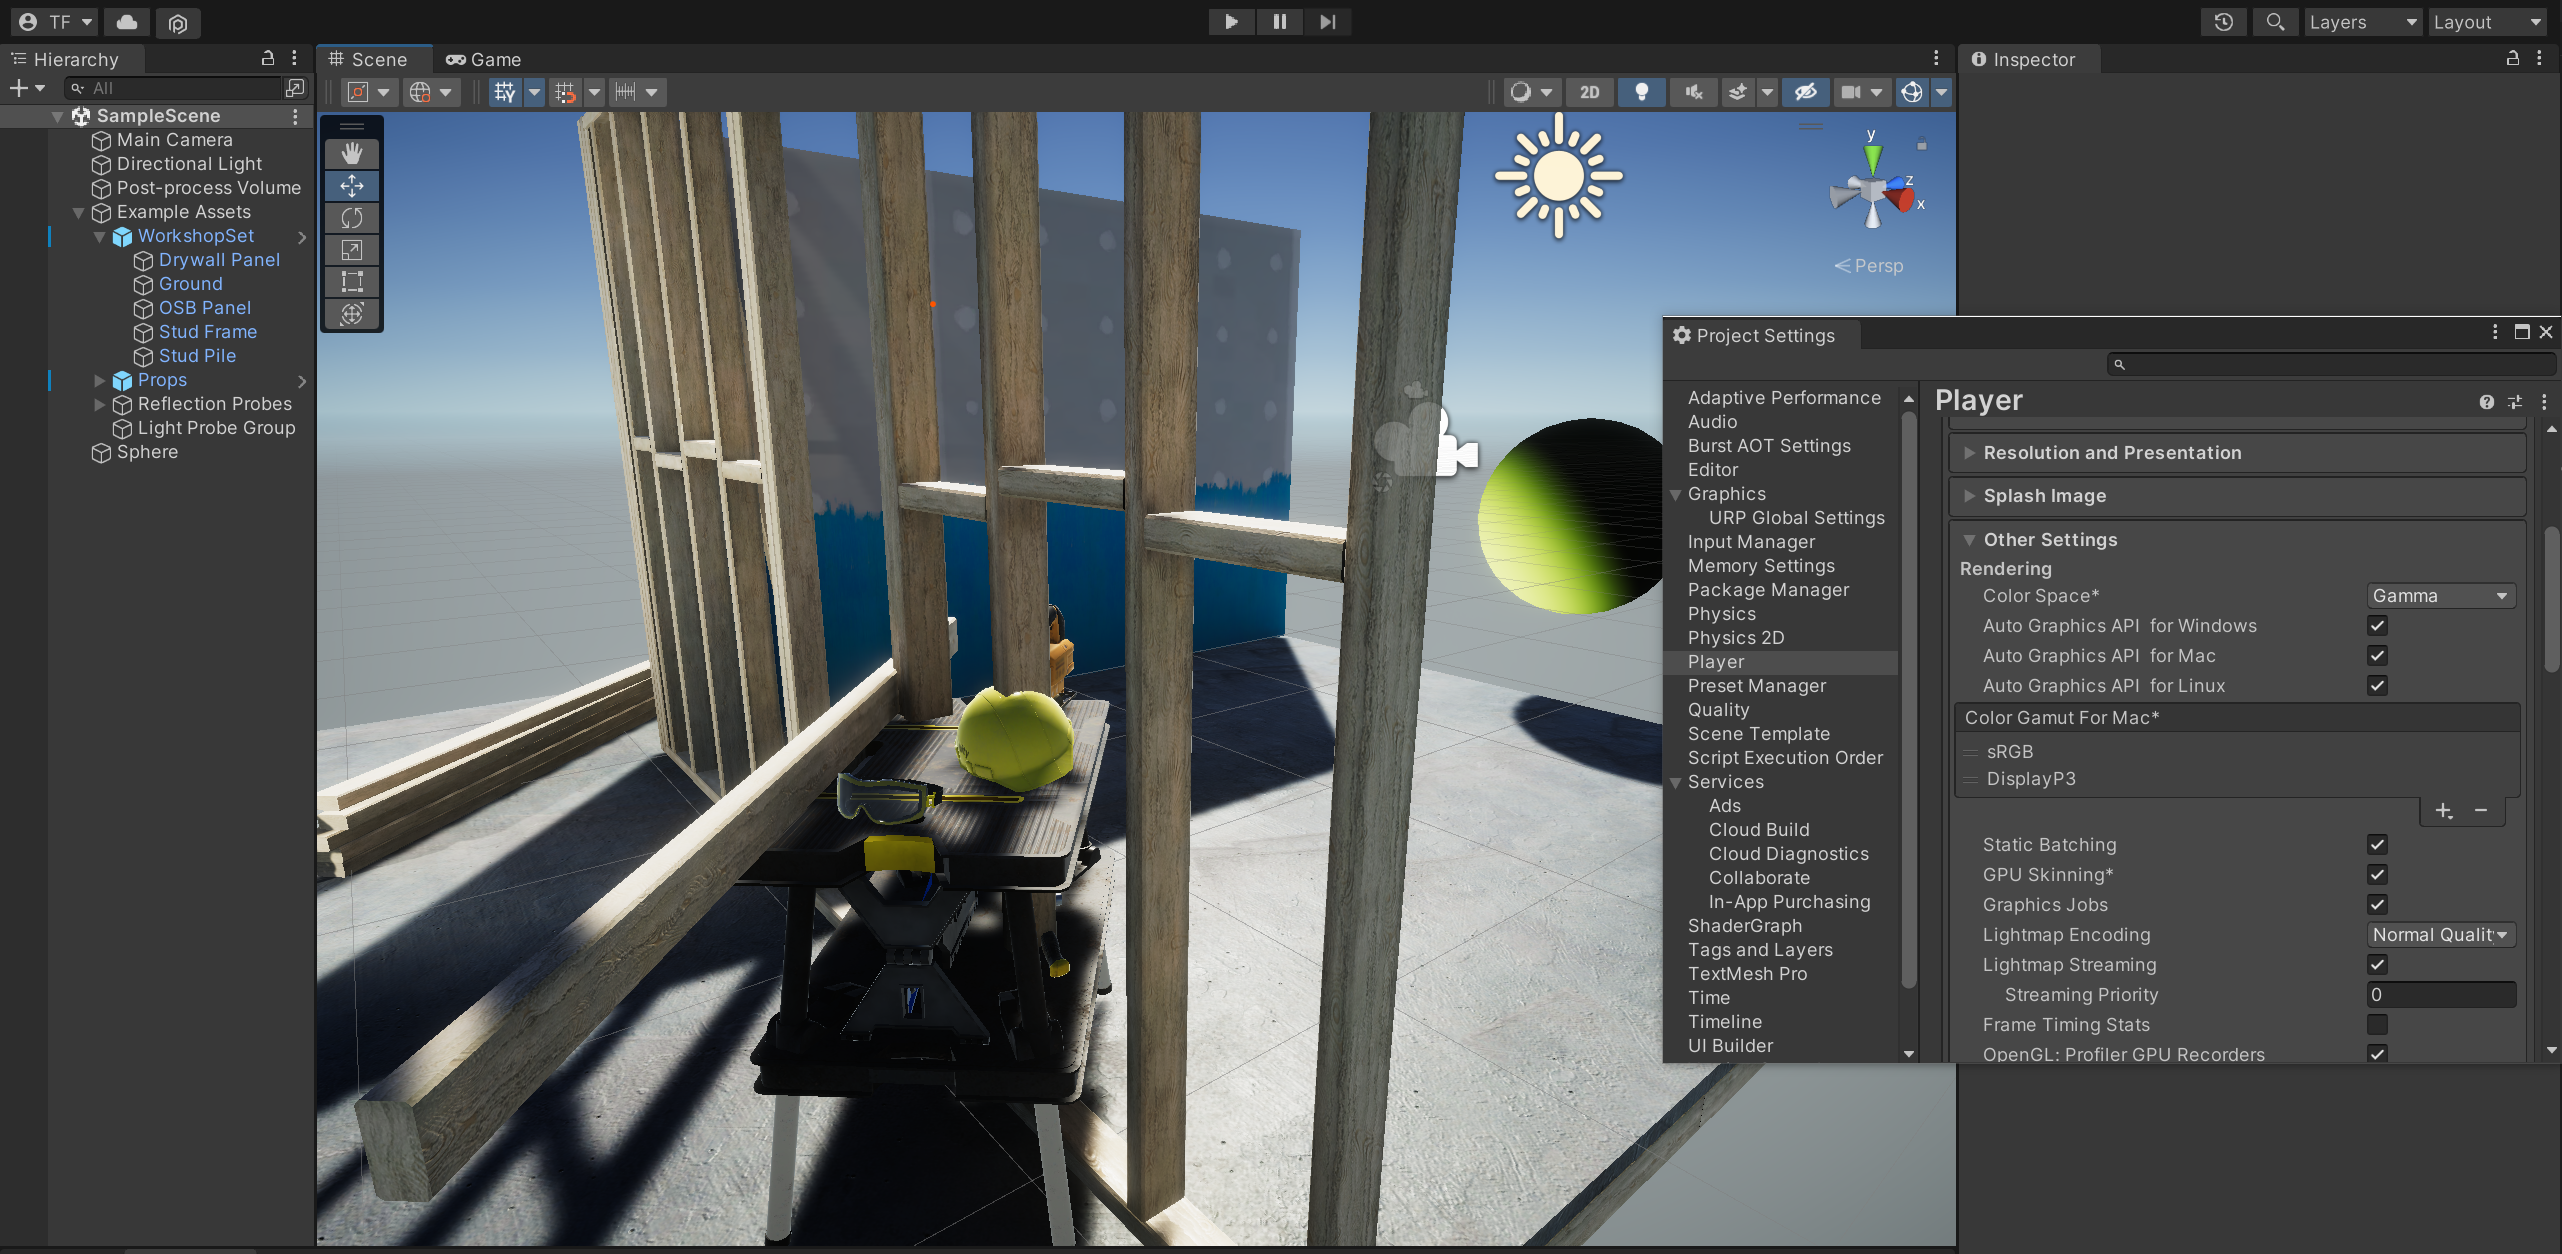 TF
Layers
Layout
Hierarchy
Scene
Game
Inspector
All
2D
SampleScene
Main Camera
Directional Light
Post-process Volume
Example Assets
WorkshopSet
Drywall Panel
Ground
OSB Panel
Stud Frame
Stud Pile
Props
Reflection Probes
Light Probe Group
Sphere
y
z
x
Persp
Project Settings
Adaptive Performance
Audio
Burst AOT Settings
Editor
Graphics
URP Global Settings
Input Manager
Memory Settings
Package Manager
Physics
Physics 2D
Player
Preset Manager
Quality
Scene Template
Script Execution Order
Services
Ads
Cloud Build
Cloud Diagnostics
Collaborate
In-App Purchasing
ShaderGraph
Tags and Layers
TextMesh Pro
Time
Timeline
UI Builder
Player
Resolution and Presentation
Splash Image
Other Settings
Rendering
Color Space* Gamma
Auto Graphics API for Windows
Auto Graphics API for Mac
Auto Graphics API for Linux
Color Gamut For Mac*
sRGB
DisplayP3
Static Batching
GPU Skinning*
Graphics Jobs
Lightmap Encoding Normal Qualit
Lightmap Streaming
Streaming Priority 0
Frame Timing Stats
OpenGL: Profiler GPU Recorders